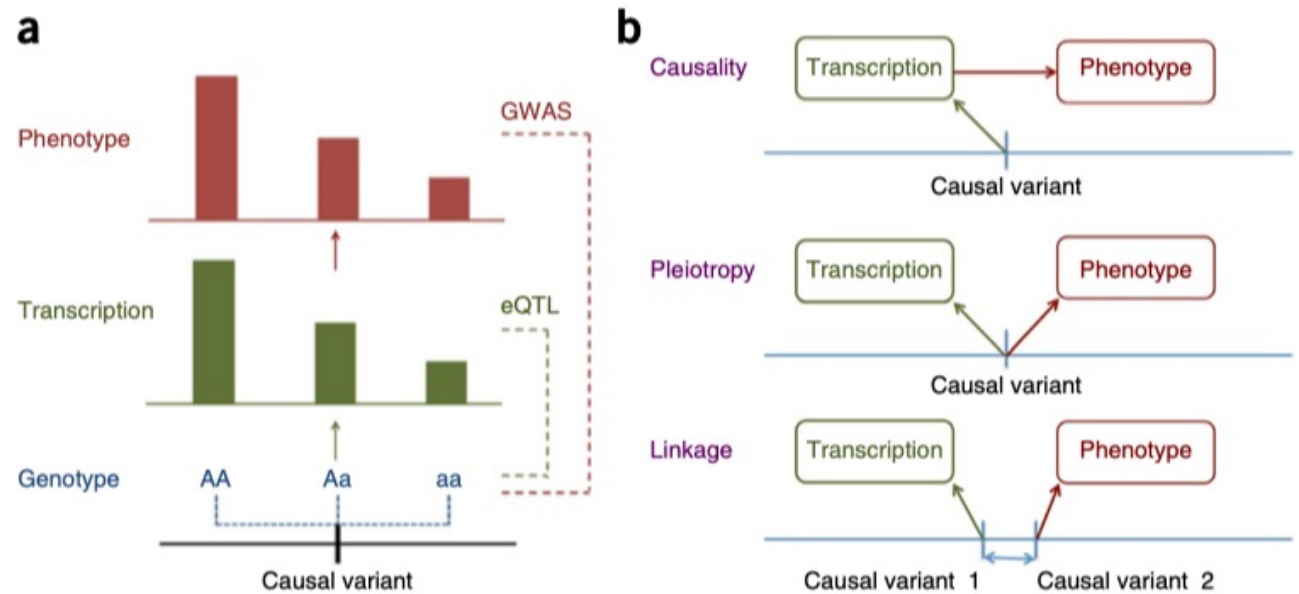 a
Phenotype
GWAS
Transcription
eQTL
Genotype
AA Aa aa
Causal variant
b
Causality
Transcription
Phenotype
Causal variant
Pleiotropy
Transcription
Phenotype
Causal variant
Linkage
Transcription
Phenotype
Causal variant 1
Causal variant 2